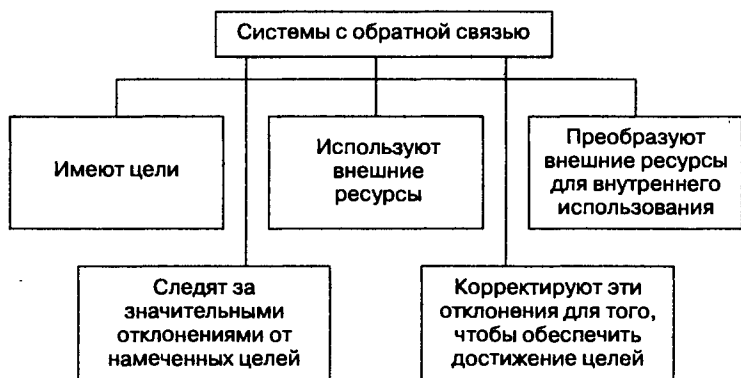 Системы с обратной связью
Имеют цели
Используют
внешние
ресурсы
Преобразуют
внешние ресурсы
для внутреннего
использования
Следят за
значительными
отклонениями от
намеченных целей
Корректируют эти
отклонения для того,
чтобы обеспечить
достижение целей